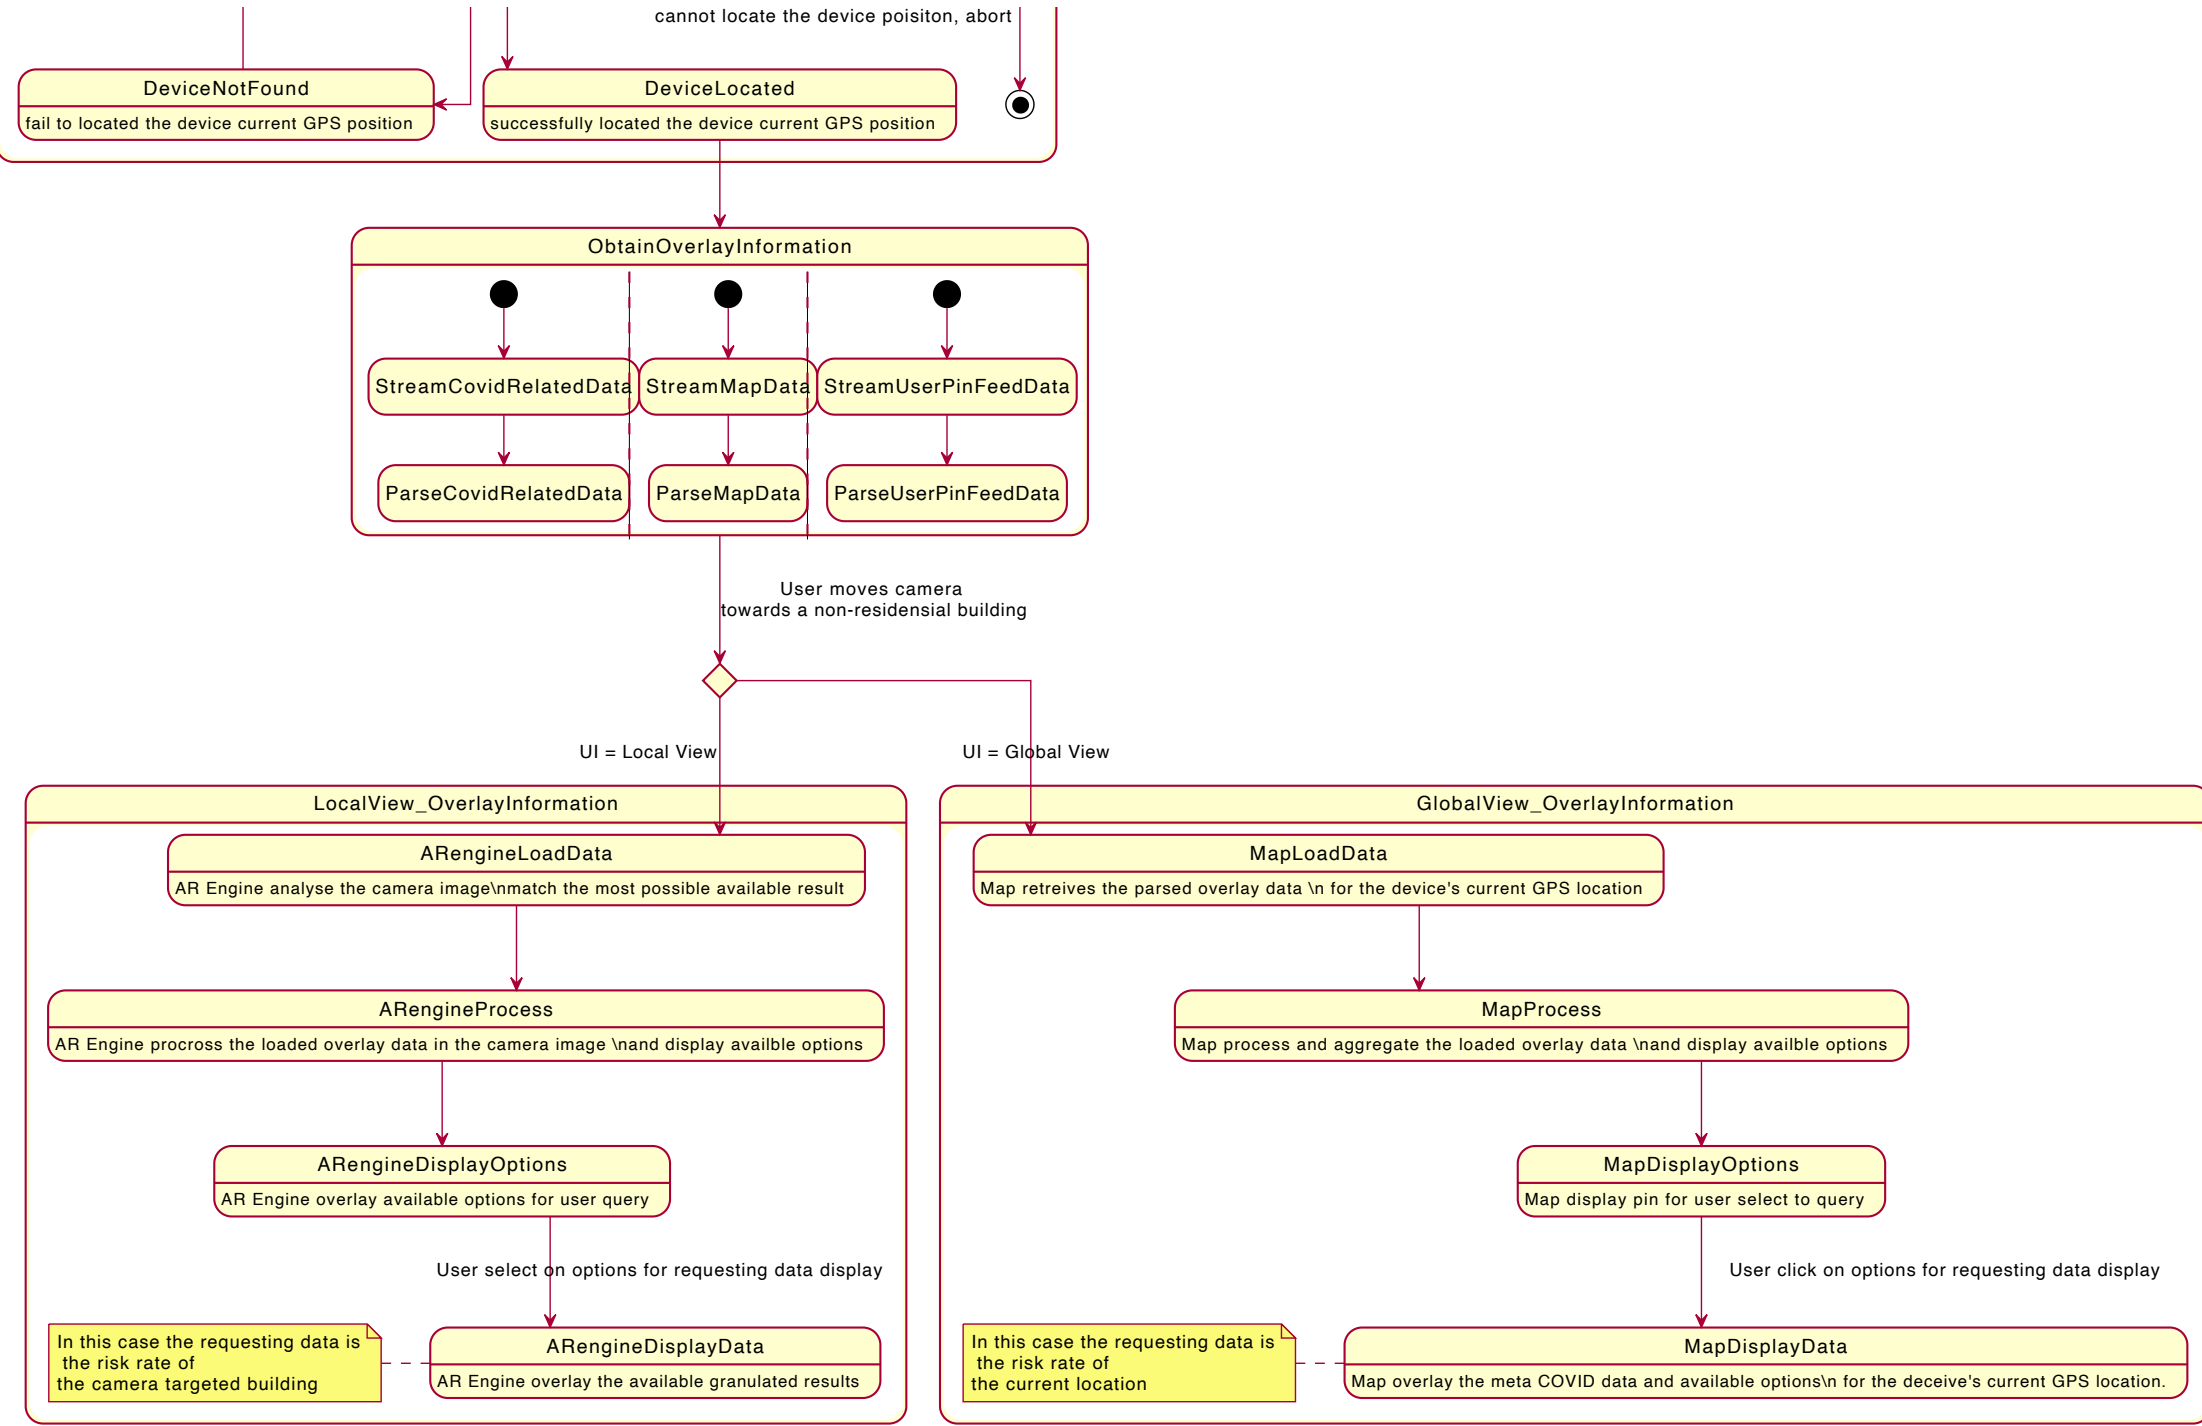 cannot locate the device poisiton, abort
DeviceNotFound
fail to located the device current GPS position
DeviceLocated
successfully located the device current GPS position
ObtainOverlayInformation
StreamCovidRelatedData
StreamMapData
StreamUserPinFeedData
ParseCovidRelatedData
ParseMapData
ParseUserPinFeedData
User moves camera
towards a non-residensial building
UI = Local View
UI = Global View
LocalView_OverlayInformation
ARengineLoadData
AR Engine analyse the camera image\nmatch the most possible available result
ARengineProcess
AR Engine procross the loaded overlay data in the camera image \nand display availble options
ARengineDisplayOptions
AR Engine overlay available options for user query
User select on options for requesting data display
In this case the requesting data is
the risk rate of
the camera targeted building
ARengineDisplayData
AR Engine overlay the available granulated results
GlobalView_OverlayInformation
MapLoadData
Map retreives the parsed overlay data \n for the device's current GPS location
MapProcess
Map process and aggregate the loaded overlay data \nand display availble options
MapDisplayOptions
Map display pin for user select to query
User click on options for requesting data display
In this case the requesting data is
the risk rate of
the current location
MapDisplayData
Map overlay the meta COVID data and available options\n for the deceive's current GPS location.